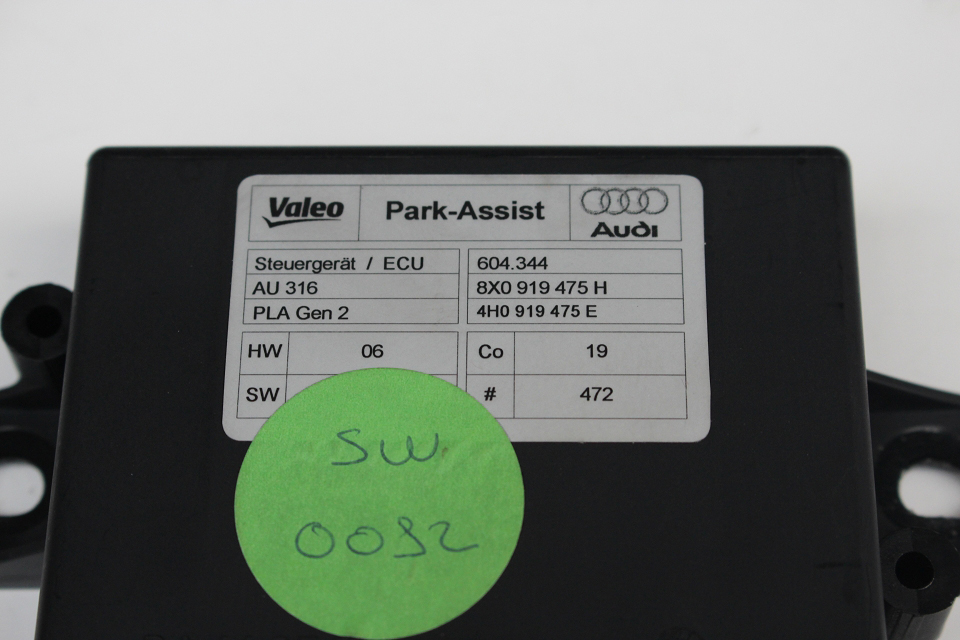 Valeo
Park-Assist
Audi
Steuergerät / ECU
604.344
AU 316
8X0 919 475 H
PLA Gen 2
4H0 919 475 E
HW
06
Co
19
SW
#
472
SW
0092